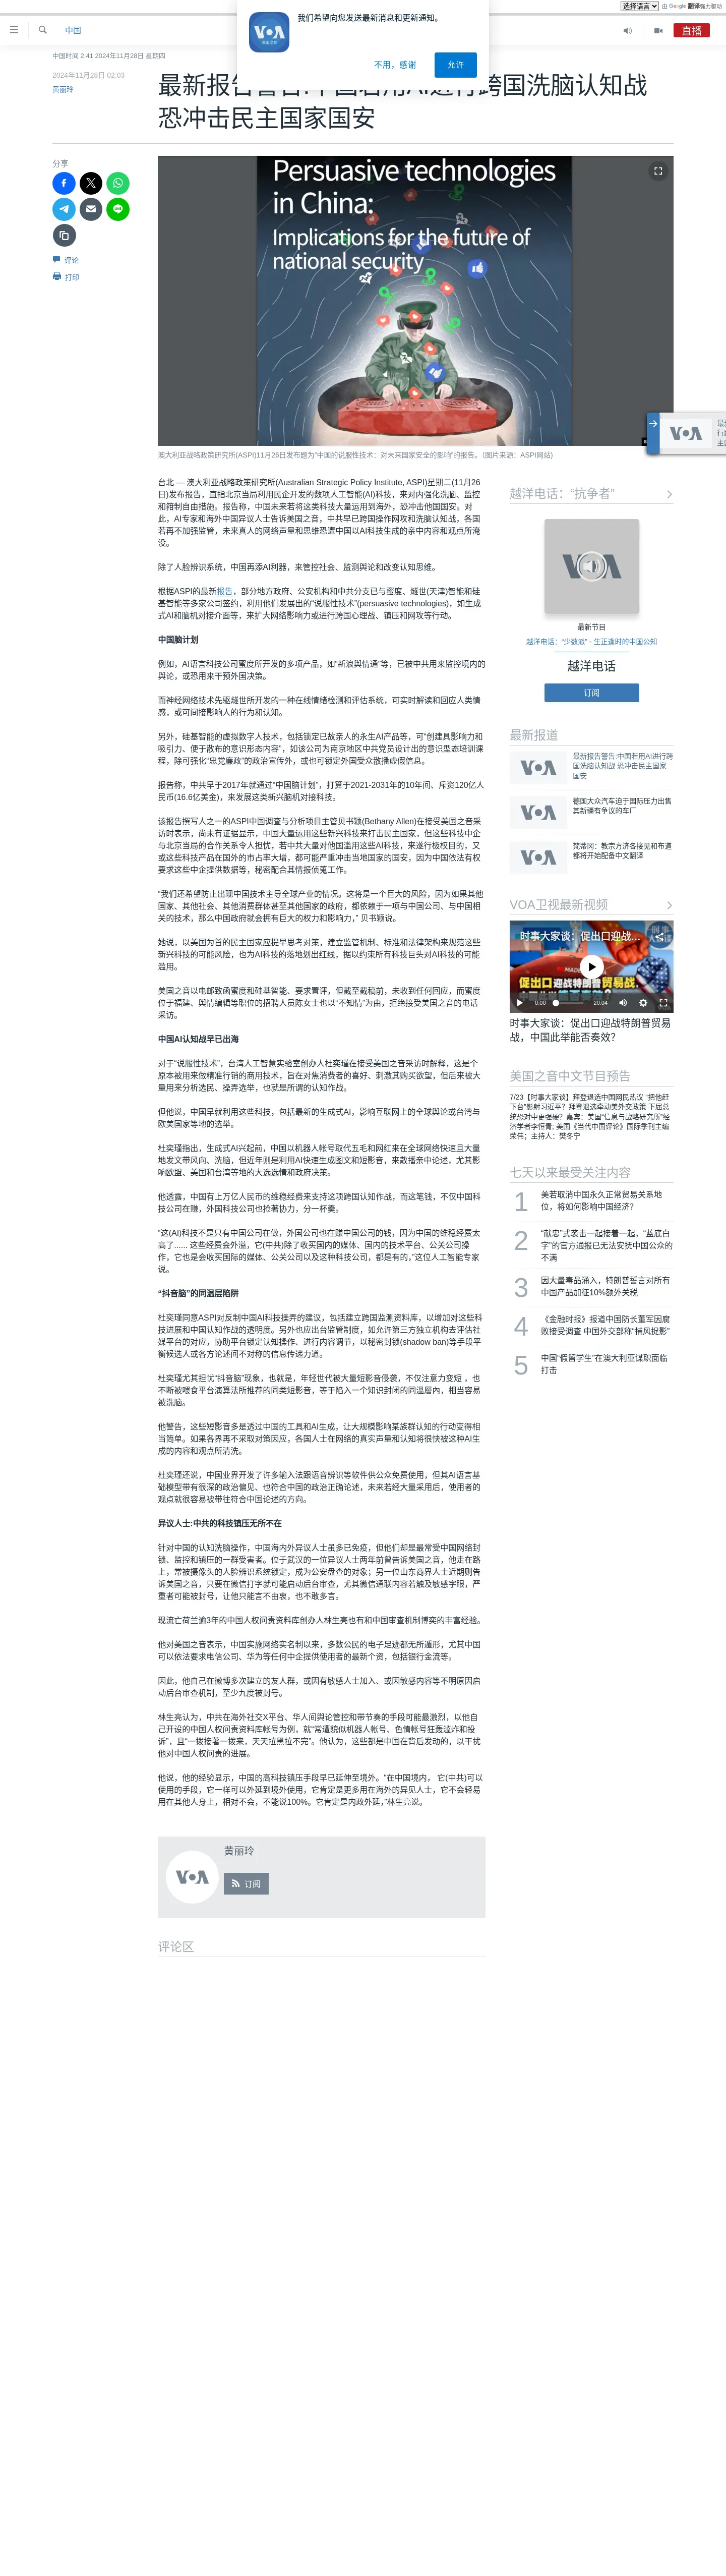 选择语言
由 Google 翻译强力驱动
我们希望向您发送最新消息和更新通知。
不用，感谢
允许
VOA
中国
直播
中国时间 2:41 2024年11月28日 星期四
2024年11月28日 02:03
黄丽玲
恐冲击民主国家国安
分享
评论
打印
Persuasive technologies
in China:
Implications for the future of
national security
澳大利亚战略政策研究所(ASPI)11月26日发布题为"中国的说服性技术：对未来国家安全的影响"的报告。（图片来源：ASPI网站)
台北 — 澳大利亚战略政策研究所(Australian Strategic Policy Institute, ASPI)星期二(11月26
日)发布报告，直指北京当局利用民企开发的数项人工智能(AI)科技，来对内强化洗脑、监控
和箝制自由措施。报告称，中国未来若将这类科技大量运用到海外，恐冲击他国国安。对
此，AI专家和海外中国异议人士告诉美国之音，中共早已跨国操作网攻和洗脑认知战，各国
若再不加强监管，未来真人的网络声量和思维恐遭中国以AI科技生成的亲中内容和观点所淹
没。
除了人脸辨识系统，中国再添AI利器，来管控社会、监测舆论和改变认知思维。
根据ASPI的最新报告，部分地方政府、公安机构和中共分支已与蜜度、燧世(天津)智能和硅
基智能等多家公司签约，利用他们发展出的"说服性技术"(persuasive technologies)，如生成
式AI和脑机对接介面等，来扩大网络影响力或进行跨国心理战、镇压和网攻等行动。
中国脑计划
例如，AI语言科技公司蜜度所开发的多项产品，如"新浪舆情通"等，已被中共用来监控境内的
舆论，或恐用来干预外国决策。
而神经网络技术先驱燧世所开发的一种在线情绪检测和评估系统，可实时解读和回应人类情
感，或可间接影响人的行为和认知。
另外，硅基智能的虚拟数字人技术，包括锁定已故亲人的永生AI产品等，可"创建具影响力和
吸引力、便于散布的意识形态内容"，如该公司为南京地区中共党员设计出的意识型态培训课
程，除可强化"忠党廉政"的政治宣传外，或也可锁定外国受众散播虚假信息。
报告称，中共早于2017年就通过"中国脑计划"，打算于2021-2031年的10年间、斥资120亿人
民币(16.6亿美金)，来发展这类新兴脑机对接科技。
该报告撰写人之一的ASPI中国调查与分析项目主管贝书颖(Bethany Allen)在接受美国之音采
访时表示，尚未有证据显示，中国大量运用这些新兴科技来打击民主国家，但这些科技中企
与北京当局的合作关系令人担忧，若中共大量对他国滥用这些AI科技，来遂行极权目的，又
或这些科技产品在国外的市占率大增，都可能严重冲击当地国家的国安，因为中国依法有权
要求这些中企提供数据等，秘密配合其情报侦蒐工作。
"我们还希望防止出现中国技术主导全球产业的情况。这将是一个巨大的风险，因为如果其他
国家、其他社会、其他消费群体甚至其他国家的政府，都依赖于一项与中国公司、与中国相
关的技术，那么中国政府就会拥有巨大的权力和影响力，" 贝书颖说。
她说，以美国为首的民主国家应提早思考对策，建立监管机制、标准和法律架构来规范这些
新兴科技的可能风险，也为AI科技的落地划出红线，据以约束所有科技巨头对AI科技的可能
滥用。
美国之音以电邮致函蜜度和硅基智能、要求置评，但截至截稿前，未收到任何回应，而蜜度
位于福建、舆情编辑等职位的招聘人员陈女士也以"不知情"为由，拒绝接受美国之音的电话
采访。
中国AI认知战早已出海
对于"说服性技术"，台湾人工智慧实验室创办人杜奕瑾在接受美国之音采访时解释，这是个
原本被用来做精准行销的商用技术，旨在对焦消费者的喜好、刺激其购买欲望，但后来被大
量用来分析选民、操弄选举，也就是所谓的认知作战。
但他说，中国早就利用这些科技，包括最新的生成式AI，影响互联网上的全球舆论或台湾与
欧美国家等地的选举。
杜奕瑾指出，生成式AI兴起前，中国以机器人帐号取代五毛和网红来在全球网络快速且大量
地发文带风向、洗脑，但近年则是利用AI快速生成图文和短影音，来散播亲中论述，尤其影
响欧盟、美国和台湾等地的大选选情和政府决策。
他透露，中国有上万亿人民币的维稳经费来支持这项跨国认知作战，而这笔钱，不仅中国科
技公司在赚，外国科技公司也抢著协力，分一杯羹。
"这(AI)科技不是只有中国公司在做，外国公司也在赚中国公司的钱，因为中国的维稳经费太
高了...... 这些经费会外溢，它(中共)除了收买国内的媒体、国内的技术平台、公关公司操
作，它也是会收买国际的媒体、公关公司以及这种科技公司，都是有的，"这位人工智能专家
说。
"抖音脑"的同温层陷阱
杜奕瑾同意ASPI对反制中国AI科技操弄的建议，包括建立跨国监测资料库，以增加对这些科
技进展和中国认知作战的透明度。另外也应出台监管制度，如允许第三方独立机构去评估社
媒平台的对应，协助平台锁定认知操作、进行内容调节，以秘密封锁(shadow ban)等手段平
衡候选人或各方论述间不对称的信息传递力道。
杜奕瑾尤其担忧"抖音脑"现象，也就是，年轻世代被大量短影音侵袭，不仅注意力变短 ，也
不断被喂食平台演算法所推荐的同类短影音，等于陷入一个知识封闭的同溫層內，相当容易
被洗脑。
他警告，这些短影音多是透过中国的工具和AI生成，让大规模影响某族群认知的行动变得相
当简单。如果各界再不采取对策因应，各国人士在网络的真实声量和认知将很快被这种AI生
成的内容和观点所清洗。
杜奕瑾还说，中国业界开发了许多输入法跟语音辨识等软件供公众免费使用，但其AI语言基
础模型带有很深的政治偏见、也符合中国的政治正确论述，未来若经大量采用后，使用者的
观点就很容易被带往符合中国论述的方向。
异议人士:中共的科技镇压无所不在
针对中国的认知洗脑操作，中国海内外异议人士虽多已免疫，但他们却是最常受中国网络封
锁、监控和镇压的一群受害者。位于武汉的一位异议人士两年前曾告诉美国之音，他走在路
上，常被摄像头的人脸辨识系统锁定，成为公安盘查的对象；另一位山东商界人士近期则告
诉美国之音，只要在微信打字就可能启动后台审查，尤其微信通联内容若触及敏感字眼，严
重者可能被封号，让他只能言不由衷，也不敢多言。
现流亡荷兰逾3年的中国人权问责资料库创办人林生亮也有和中国审查机制博奕的丰富经验。
他对美国之音表示，中国实施网络实名制以来，多数公民的电子足迹都无所遁形，尤其中国
可以依法要求电信公司、华为等任何中企提供使用者的最新个资，包括银行金流等。
因此，他自己在微博多次建立的友人群，或因有敏感人士加入、或因敏感内容等不明原因启
动后台审查机制，至少九度被封号。
林生亮认为，中共在海外社交X平台、华人间舆论管控和带节奏的手段可能最激烈，以他自
己开设的中国人权问责资料库帐号为例，就"常遭貌似机器人帐号、色情帐号狂轰滥炸和投
诉"，且"一拨接著一拨来，天天拉黑拉不完"。他认为，这些都是中国在背后发动的，以干扰
他对中国人权问责的进展。
他说，他的经验显示，中国的高科技镇压手段早已延伸至境外。"在中国境内， 它(中共)可以
使用的手段，它一样可以外延到境外使用，它肯定是更多用在海外的异见人士，它不会轻易
用在其他人身上，相对不会，不能说100%。它肯定是内政外延，"林生亮说。
黄丽玲
VOA
订阅
评论区
越洋电话："抗争者"
VOA
最新节目
越洋电话："少数派" - 生正逢时的中国公知
越洋电话
订阅
最新报道
VOA
最新报告警告:中国若用AI进行跨
国洗脑认知战 恐冲击民主国家
国安
VOA
德国大众汽车迫于国际压力出售
其新疆有争议的车厂
VOA
梵蒂冈：教宗方济各接见和布道
都将开始配备中文翻译
VOA卫视最新视频
时事大家谈：促出口迎战...
0:00
20:04
时事大家谈：促出口迎战特朗普贸易
战，中国此举能否奏效?
美国之音中文节目预告
7/23【时事大家谈】拜登退选中国网民热议 "把他赶
下台"影射习近平？拜登退选牵动美外交政策 下届总
统恐对中更强硬？嘉宾：美国"信息与战略研究所"经
济学者李恒青; 美国《当代中国评论》国际季刊主编
荣伟；主持人：樊冬宁
七天以来最受关注内容
1
美若取消中国永久正常贸易关系地
位，将如何影响中国经济?
2
"献忠"式袭击一起接着一起，"蓝底白
字"的官方通报已无法安抚中国公众的
不满
3
因大量毒品涌入，特朗普誓言对所有
中国产品加征10%额外关税
4
《金融时报》报道中国防长董军因腐
败接受调查 中国外交部称"捕风捉影"
5
中国"假留学生"在澳大利亚谋职面临
打击